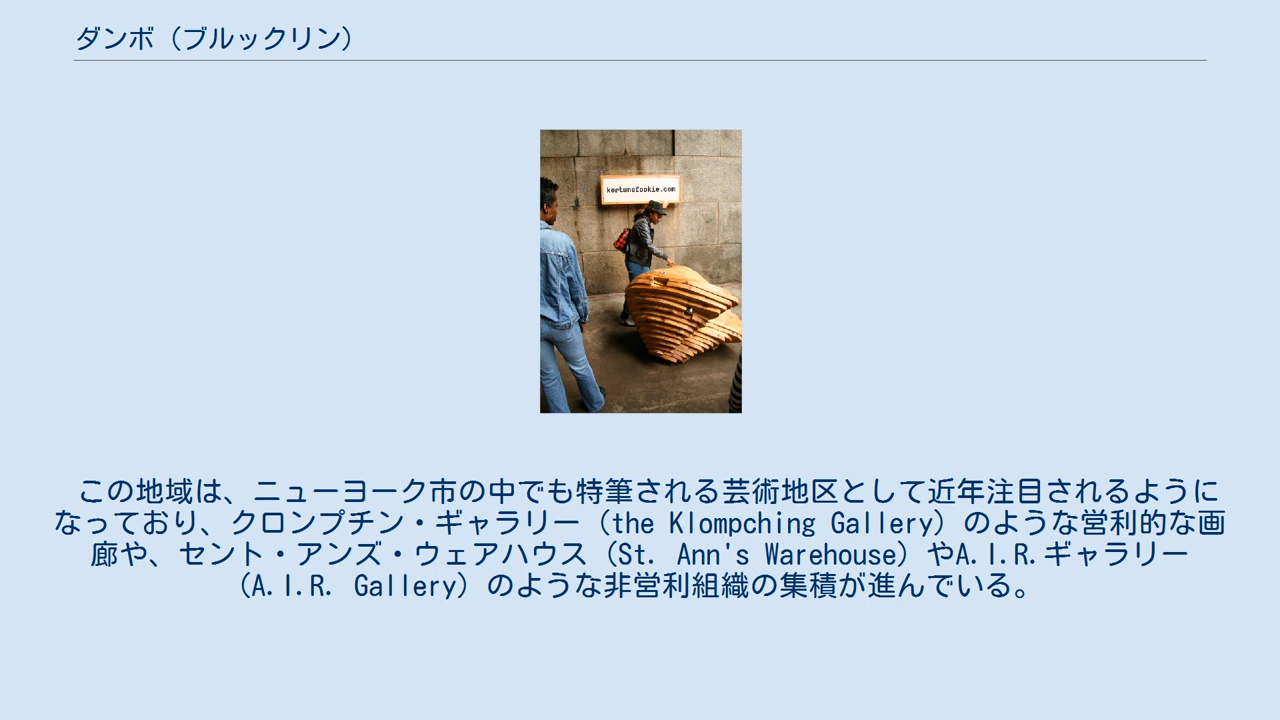 ダンボ（ブルックリン）
kortunafookie.com
この地域は、ニューヨーク市の中でも特筆される芸術地区として近年注目されるように
なっており、クロンプチン・ギャラリー（the Klompching Gallery）のような営利的な画
廊や、セント・アンズ・ウェアハウス（St. Ann's Warehouse）やA.I.R.ギャラリー
（A.I.R. Gallery）のような非営利組織の集積が進んでいる。